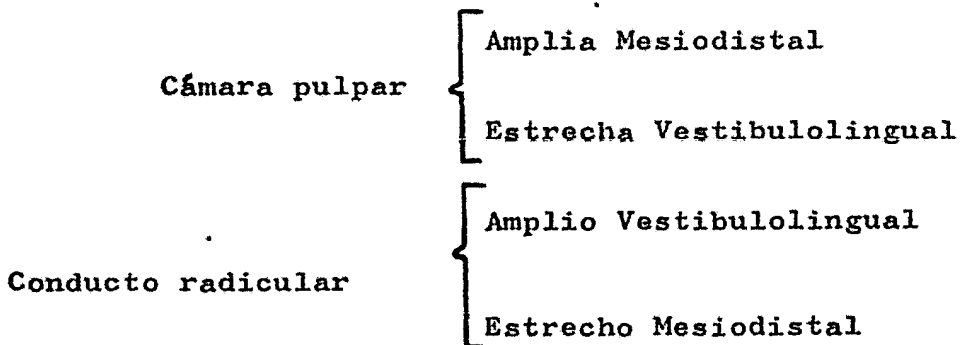 Amplia Mesiodistal
Cámara pulpar
Estrecha Vestibulolingual
Amplio Vestibulolingual
Conducto radicular
Estrecho Mesiodistal